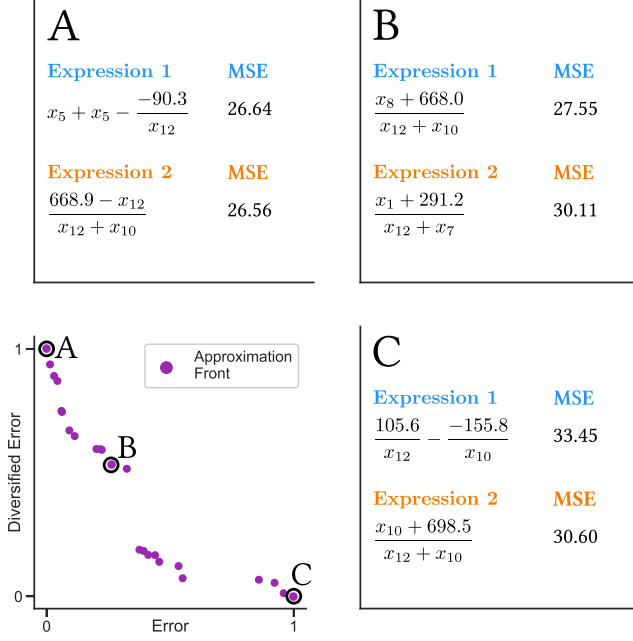 A
Expression 1 MSE
x₅ + x₅ − −90.3 / x₁₂ 26.64
Expression 2 MSE
668.9 − x₁₂ / x₁₂ + x₁₀ 26.56
B
Expression 1 MSE
x₈ + 668.0 / x₁₂ + x₁₀ 27.55
Expression 2 MSE
x₁ + 291.2 / x₁₂ + x₇ 30.11
Diversified Error
1
0
A
B
C
Approximation
Front
0 1
Error
C
Expression 1 MSE
105.6 / x₁₂ − −155.8 / x₁₀ 33.45
Expression 2 MSE
x₁₀ + 698.5 / x₁₂ + x₁₀ 30.60